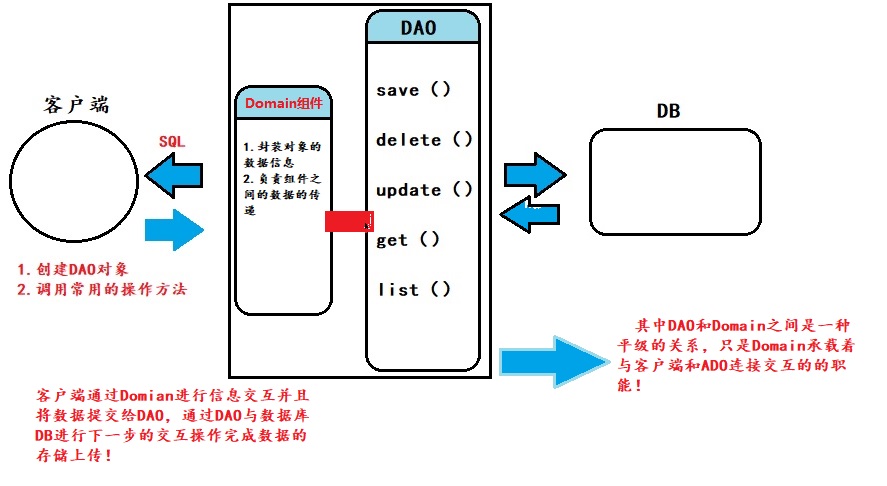 DAO
save（）
delete（）
update（）
get（）
list（）
Domain组件
1.封装对象的
数据信息
2.负责组件之
间的数据的传
递
客户端
SQL
DB
1.创建DAO对象
2.调用常用的操作方法
其中DAO和Domain之间是一种
平级的关系，只是Domain承载着
与客户端和ADO连接交互的的职
能！
客户端通过Domian进行信息交互并且
将数据提交给DAO，通过DAO与数据库
DB进行下一步的交互操作完成数据的
存储上传！